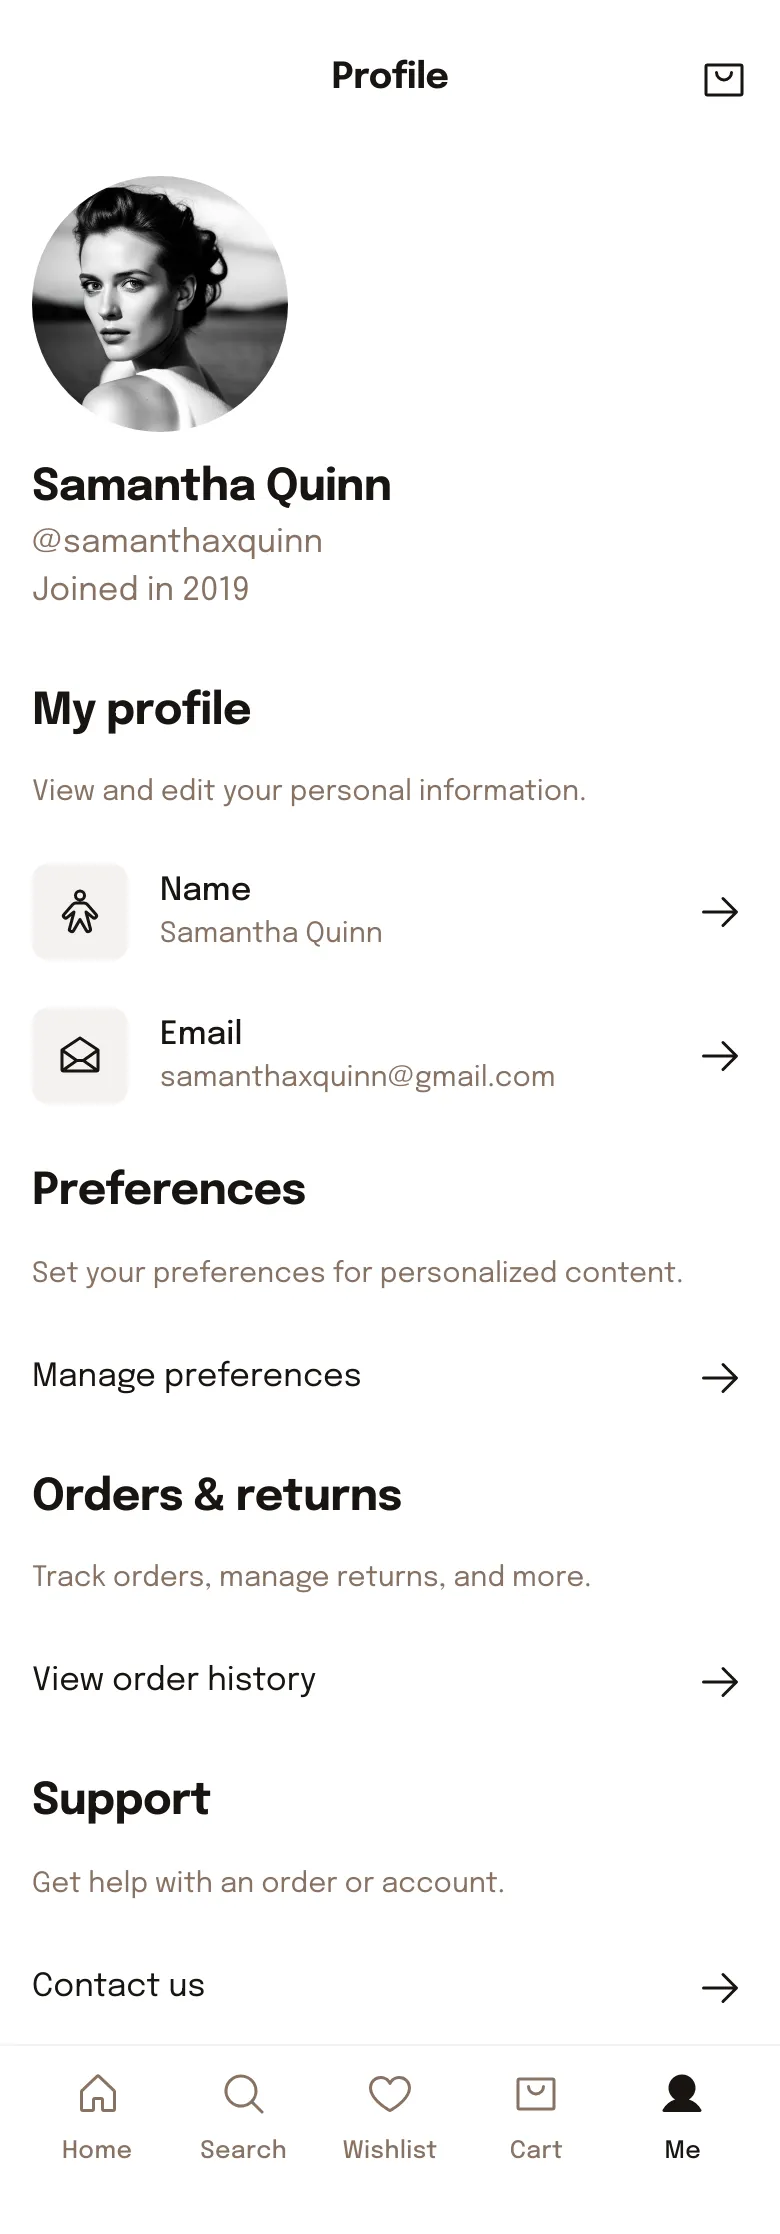 Profile
Samantha Quinn
@samanthaxquinn
Joined in 2019
My profile
View and edit your personal information.
Name
Samantha Quinn
Email
samanthaxquinn@gmail.com
Preferences
Set your preferences for personalized content.
Manage preferences
Orders & returns
Track orders, manage returns, and more.
View order history
Support
Get help with an order or account.
Contact us
Home Search Wishlist Cart Me